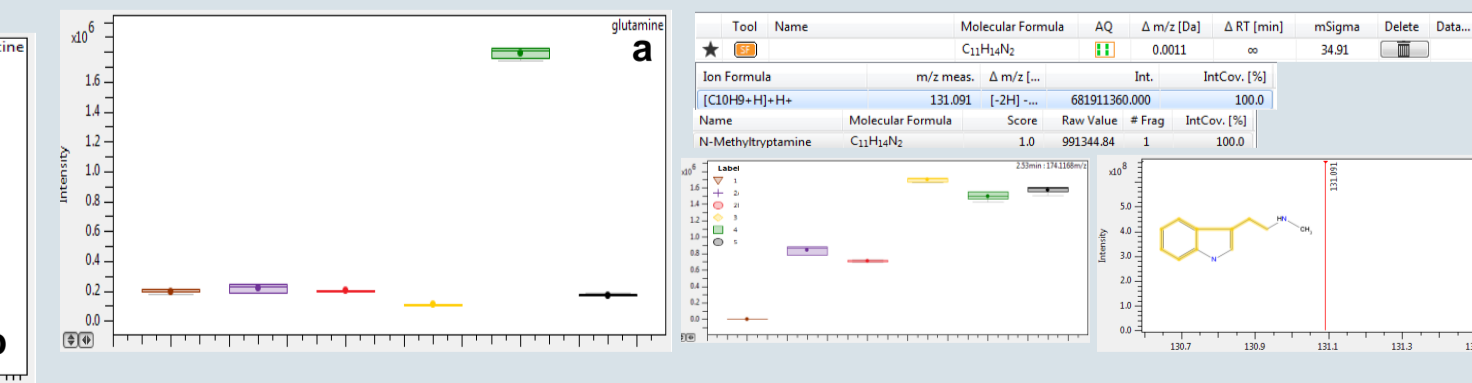 ine
b
x10^6
glutamine
a
Intensity
1.6
1.4
1.2
1.0
0.8
0.6
0.4
0.2
0.0
Tool Name Molecular Formula AQ Δ m/z [Da] Δ RT [min] mSigma Delete Data...
SF C₁₁H₁₄N₂ 0.0011 ∞ 34.91
Ion Formula m/z meas. Δ m/z [... Int. IntCov. [%]
[C10H9+H]+H+ 131.091 [-2H] -... 681911360.000 100.0
Name Molecular Formula Score Raw Value # Frag IntCov. [%]
N-Methyltryptamine C₁₁H₁₄N₂ 1.0 991344.84 1 100.0
x10^6
2.53min : 174.1168m/z
Label
1
3
4
5
Intensity
1.6
1.4
1.2
1.0
0.8
0.6
0.4
0.2
0.0
x10^8
131.091
Intensity
5.0
4.0
3.0
2.0
1.0
0.0
HN
CH₃
N
130.7 130.9 131.1 131.3